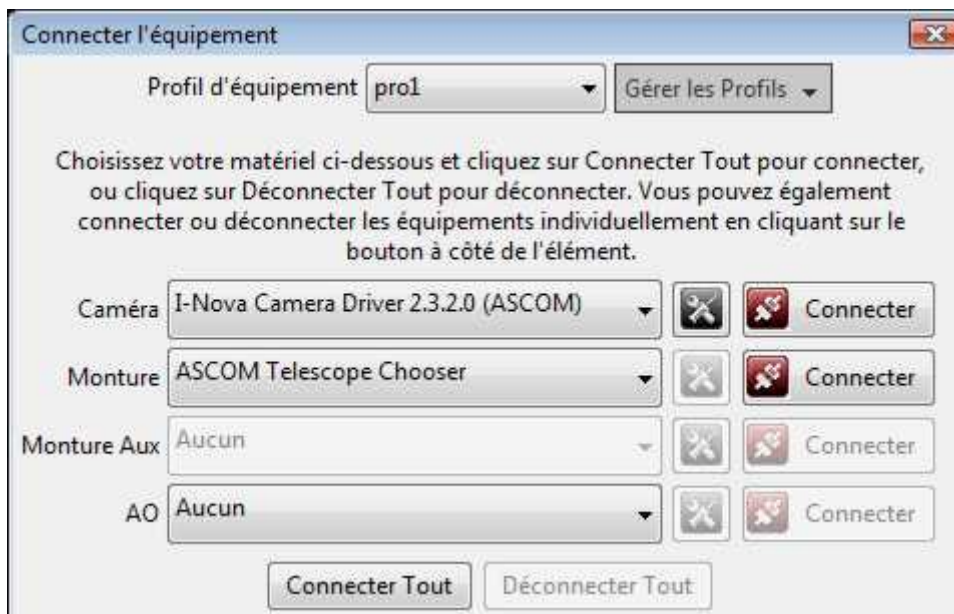 Connecter l'équipement
Profil d'équipement pro1 Gérer les Profils
Choisissez votre matériel ci-dessous et cliquez sur Connecter Tout pour connecter,
ou cliquez sur Déconnecter Tout pour déconnecter. Vous pouvez également
connecter ou déconnecter les équipements individuellement en cliquant sur le
bouton à côté de l'élément.
Caméra I-Nova Camera Driver 2.3.2.0 (ASCOM) Connecter
Monture ASCOM Telescope Chooser Connecter
Monture Aux Aucun Connecter
AO Aucun Connecter
Connecter Tout Déconnecter Tout